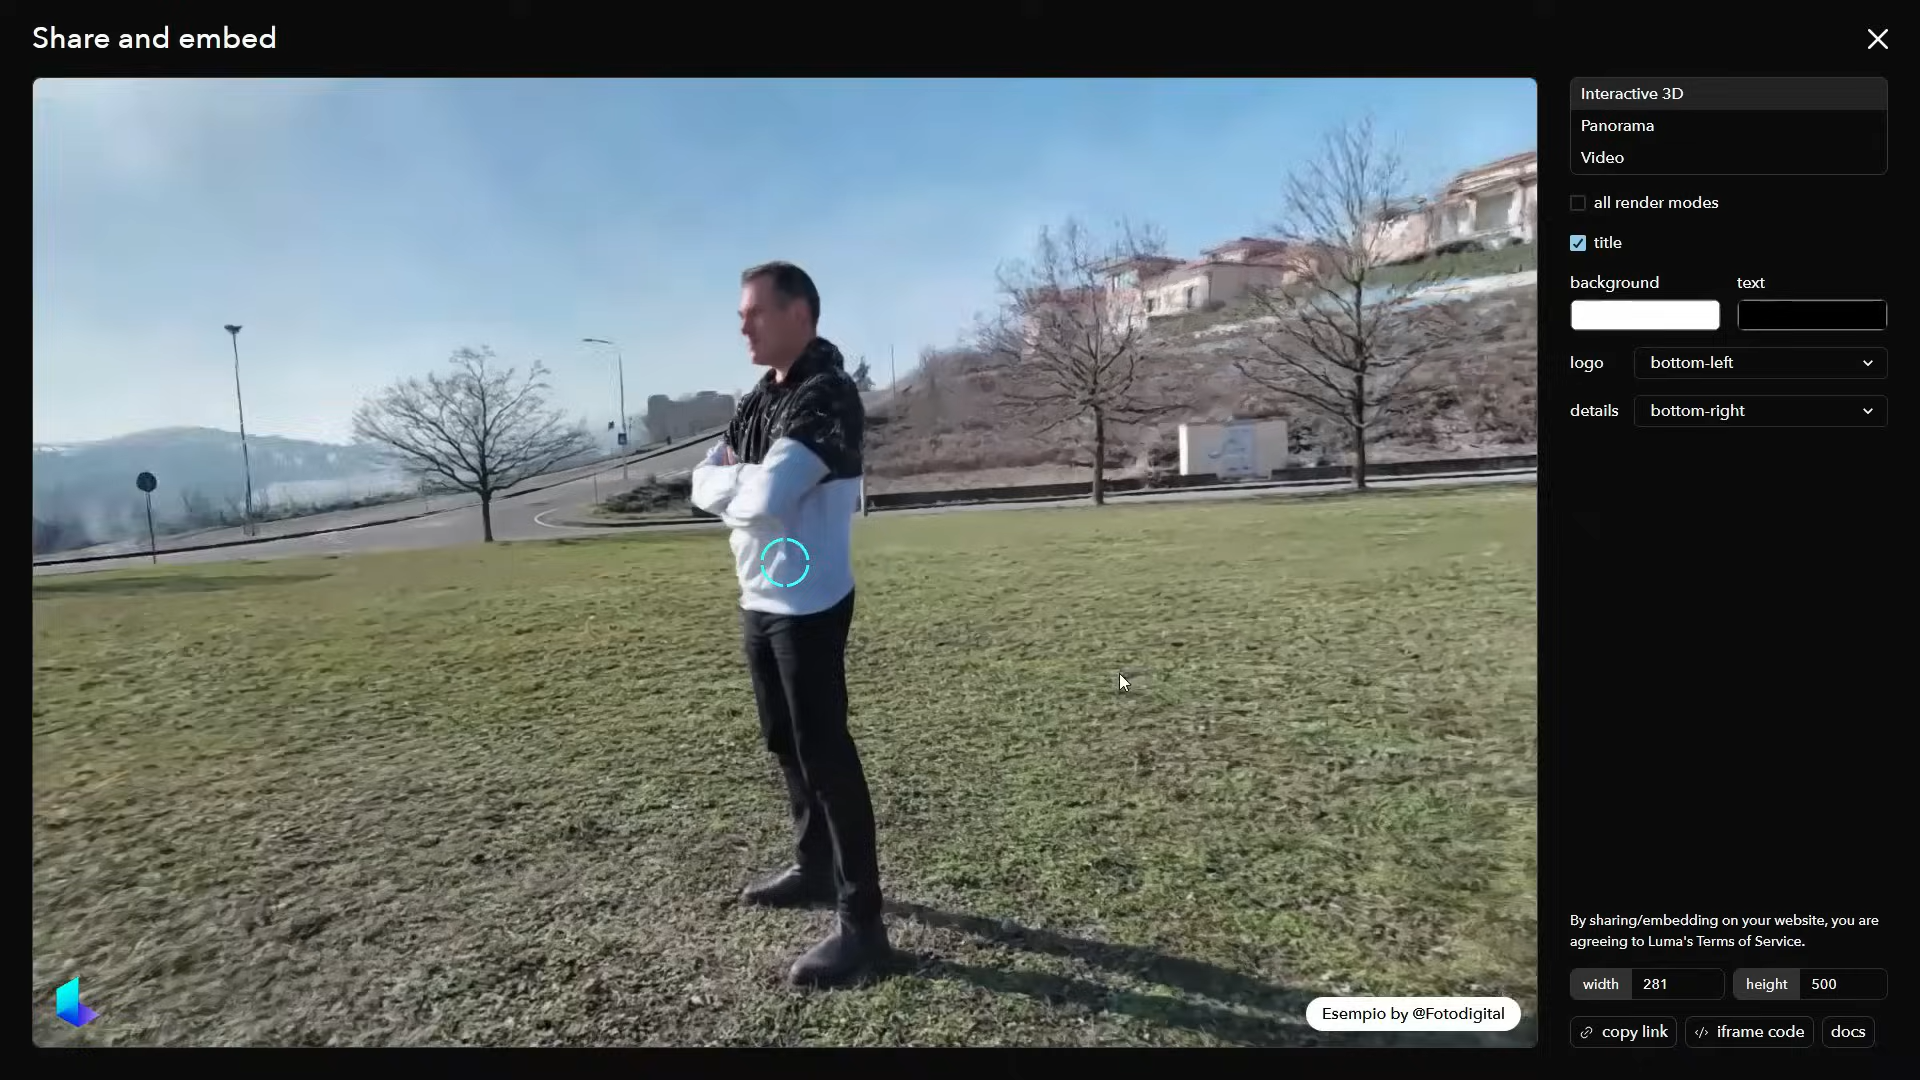 Share and embed
Interactive 3D
Panorama
Video
all render modes
title
background text
logo bottom-left
details bottom-right
By sharing/embedding on your website, you are
agreeing to Luma's Terms of Service.
width 281 height 500
Esempio by @Fotodigital
copy link </> iframe code docs